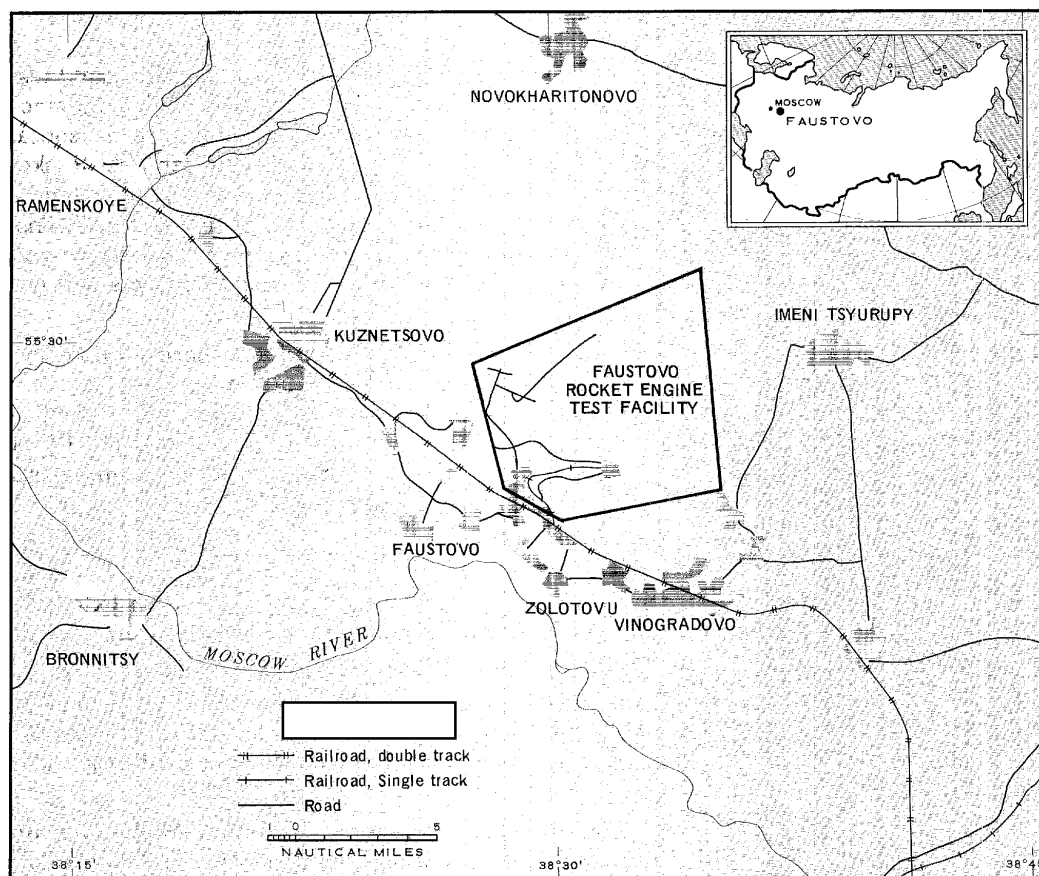 NOVOKHARITONOVO
MOSCOW
FAUSTOVO
RAMENSKOYE
55°30'
KUZNETSOVO
IMENI TSYURUPY
FAUSTOVO
ROCKET ENGINE
TEST FACILITY
FAUSTOVO
ZOLOTOVU
VINOGRADOVO
BRONNITSY
MOSCOW RIVER
Railroad, double track
Railroad, Single track
Road
1 0 5
NAUTICAL MILES
38°15'
38°30'
38°45'